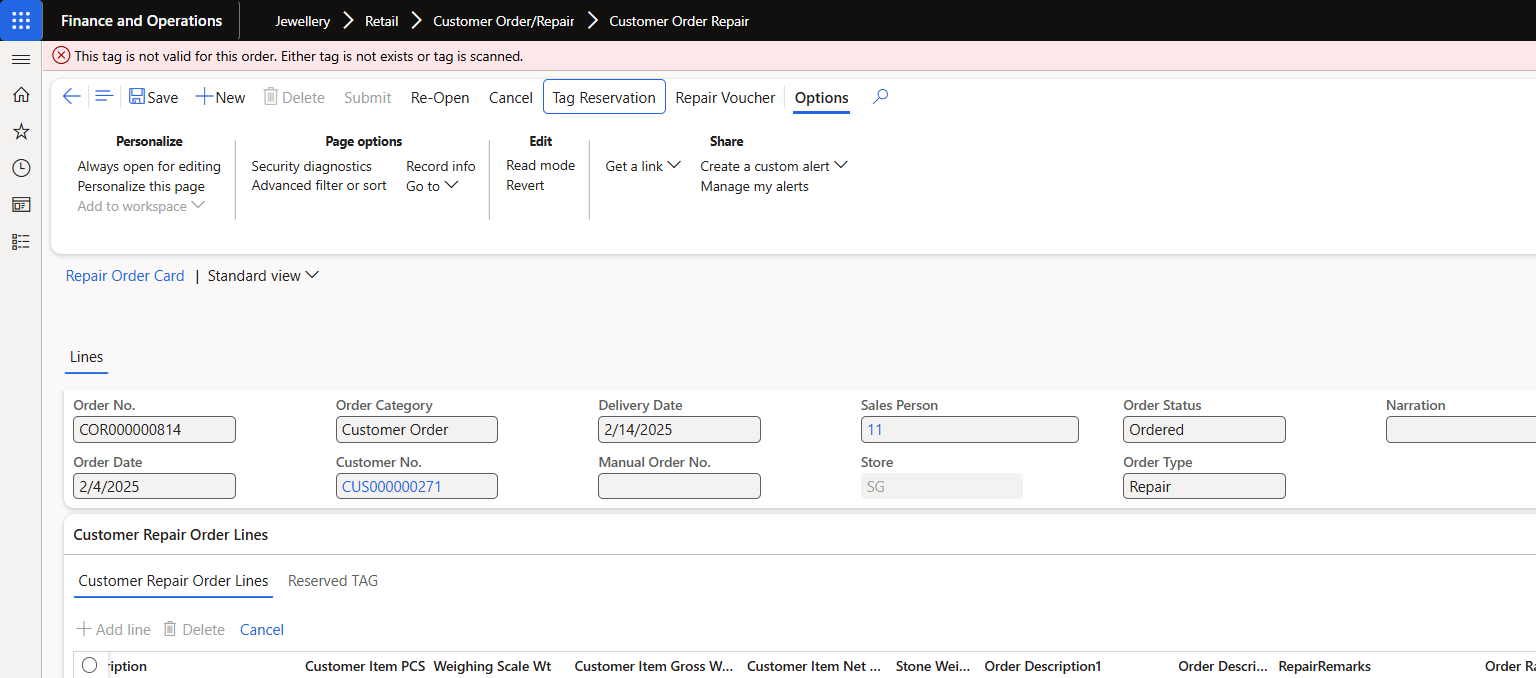 Finance and Operations Jewellery Retail Customer Order/Repair Customer Order Repair
This tag is not valid for this order. Either tag is not exists or tag is scanned.
Save New Delete Submit Re-Open Cancel Tag Reservation Repair Voucher Options
Personalize Page options Edit Share
Always open for editing Security diagnostics Record info Read mode Get a link Create a custom alert
Personalize this page Advanced filter or sort Go to Revert Manage my alerts
Add to workspace
Repair Order Card | Standard view
Lines
Order No. Order Category Delivery Date Sales Person Order Status Narration
COR000000814 Customer Order 2/14/2025 11 Ordered
Order Date Customer No. Manual Order No. Store Order Type
2/4/2025 CUS000000271 SG Repair
Customer Repair Order Lines
Customer Repair Order Lines Reserved TAG
Add line Delete Cancel
ription Customer Item PCS Weighing Scale Wt Customer Item Gross W... Customer Item Net ... Stone Wei... Order Description1 Order Descri... RepairRemarks Order Ra